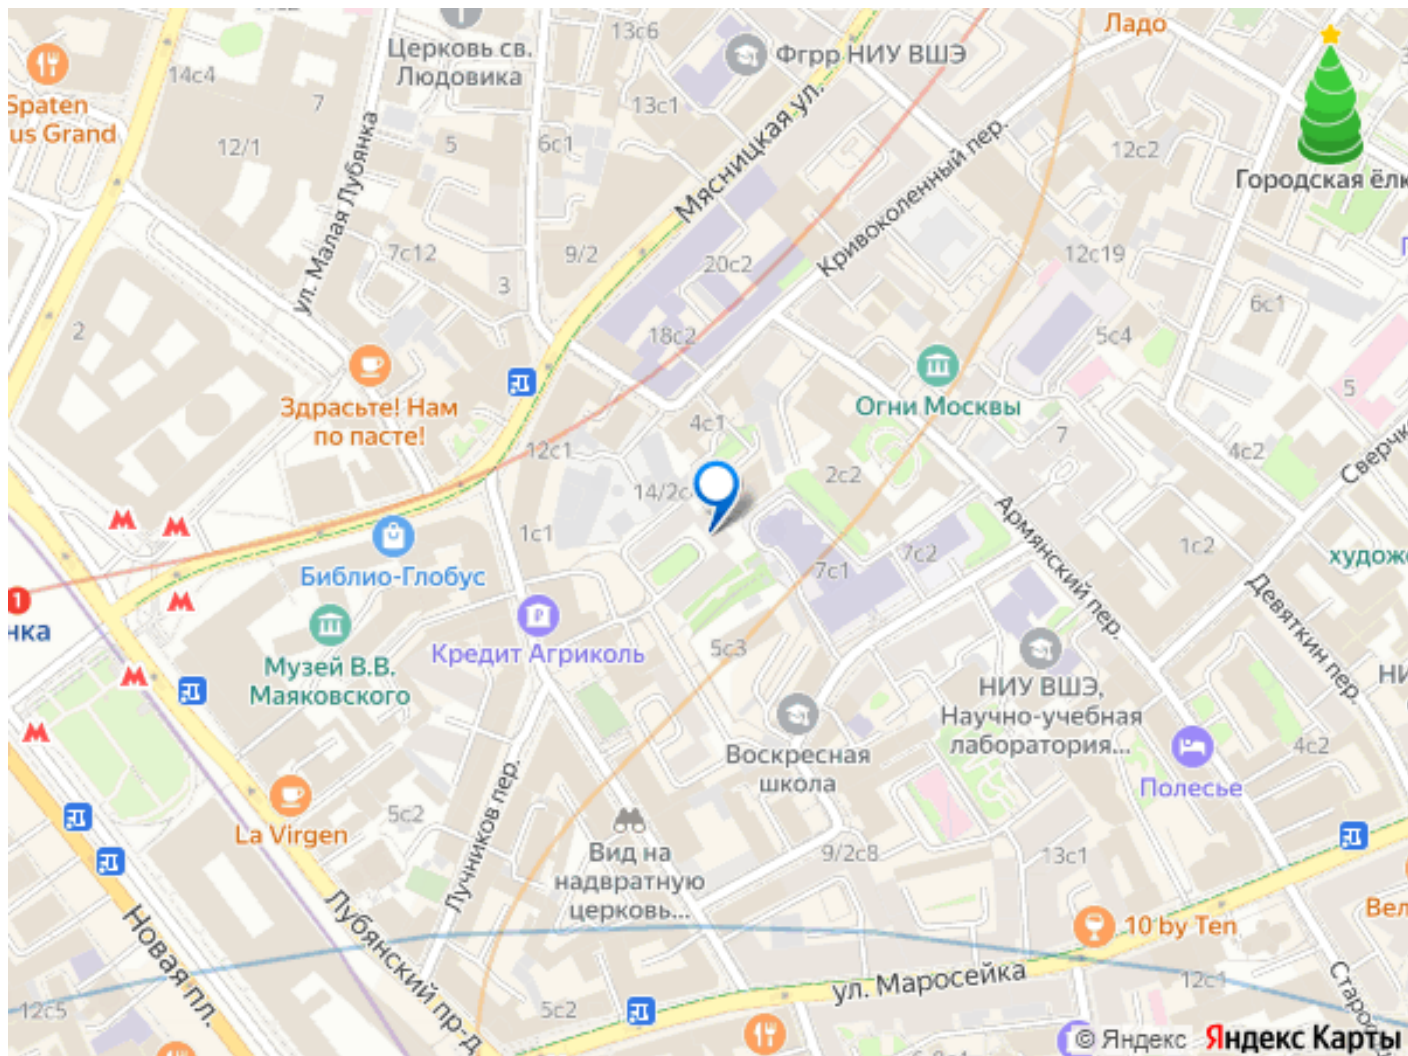 Ладо
13с6
Церковь св.
Людовика
Фгрр НИУ ВШЭ
14с4
7
Spaten
us Grand
13с1
12/1
5
6с1
12с2
Городская ёлк
ул. Малая Лубянка
Мясницкая ул.
Кривоколенный пер.
7с12
9/2
20с2
12с19
3
6с1
2
18с2
5с4
Здрасьте! Нам
по пасте!
Огни Москвы
5
4с1
7
12с1
4с2
Сверчк
14/2с
2с2
Армянский пер.
1с1
7с2
1с2
Библио-Глобус
7с1
художе
Девяткин пер.
1
нка
Музей В.В.
Маяковского
Кредит Агриколь
5с3
НИУ ВШЭ,
Научно-учебная
лаборатория...
НИ
Воскресная
школа
4с2
Полесье
Лучников пер.
5с2
La Virgen
Вид на
надвратную
церковь...
9/2с8
13с1
Новая пл.
Лубянский пр-д
10 by Ten
Вел
ул. Маросейка
12с1
12с5
5с2
© Яндекс
Яндекс Карты